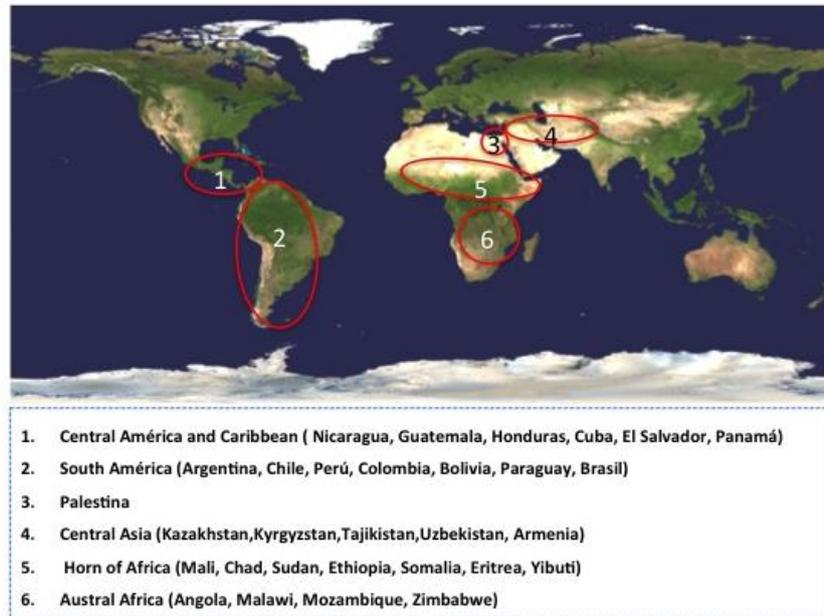 1
2
3
4
5
6
1. Central América and Caribbean ( Nicaragua, Guatemala, Honduras, Cuba, El Salvador, Panamá)
2. South América (Argentina, Chile, Perú, Colombia, Bolivia, Paraguay, Brasil)
3. Palestina
4. Central Asia (Kazakhstan,Kyrgyzstan,Tajikistan,Uzbekistan, Armenia)
5. Horn of Africa (Mali, Chad, Sudan, Ethiopia, Somalia, Eritrea, Yibuti)
6. Austral Africa (Angola, Malawi, Mozambique, Zimbabwe)